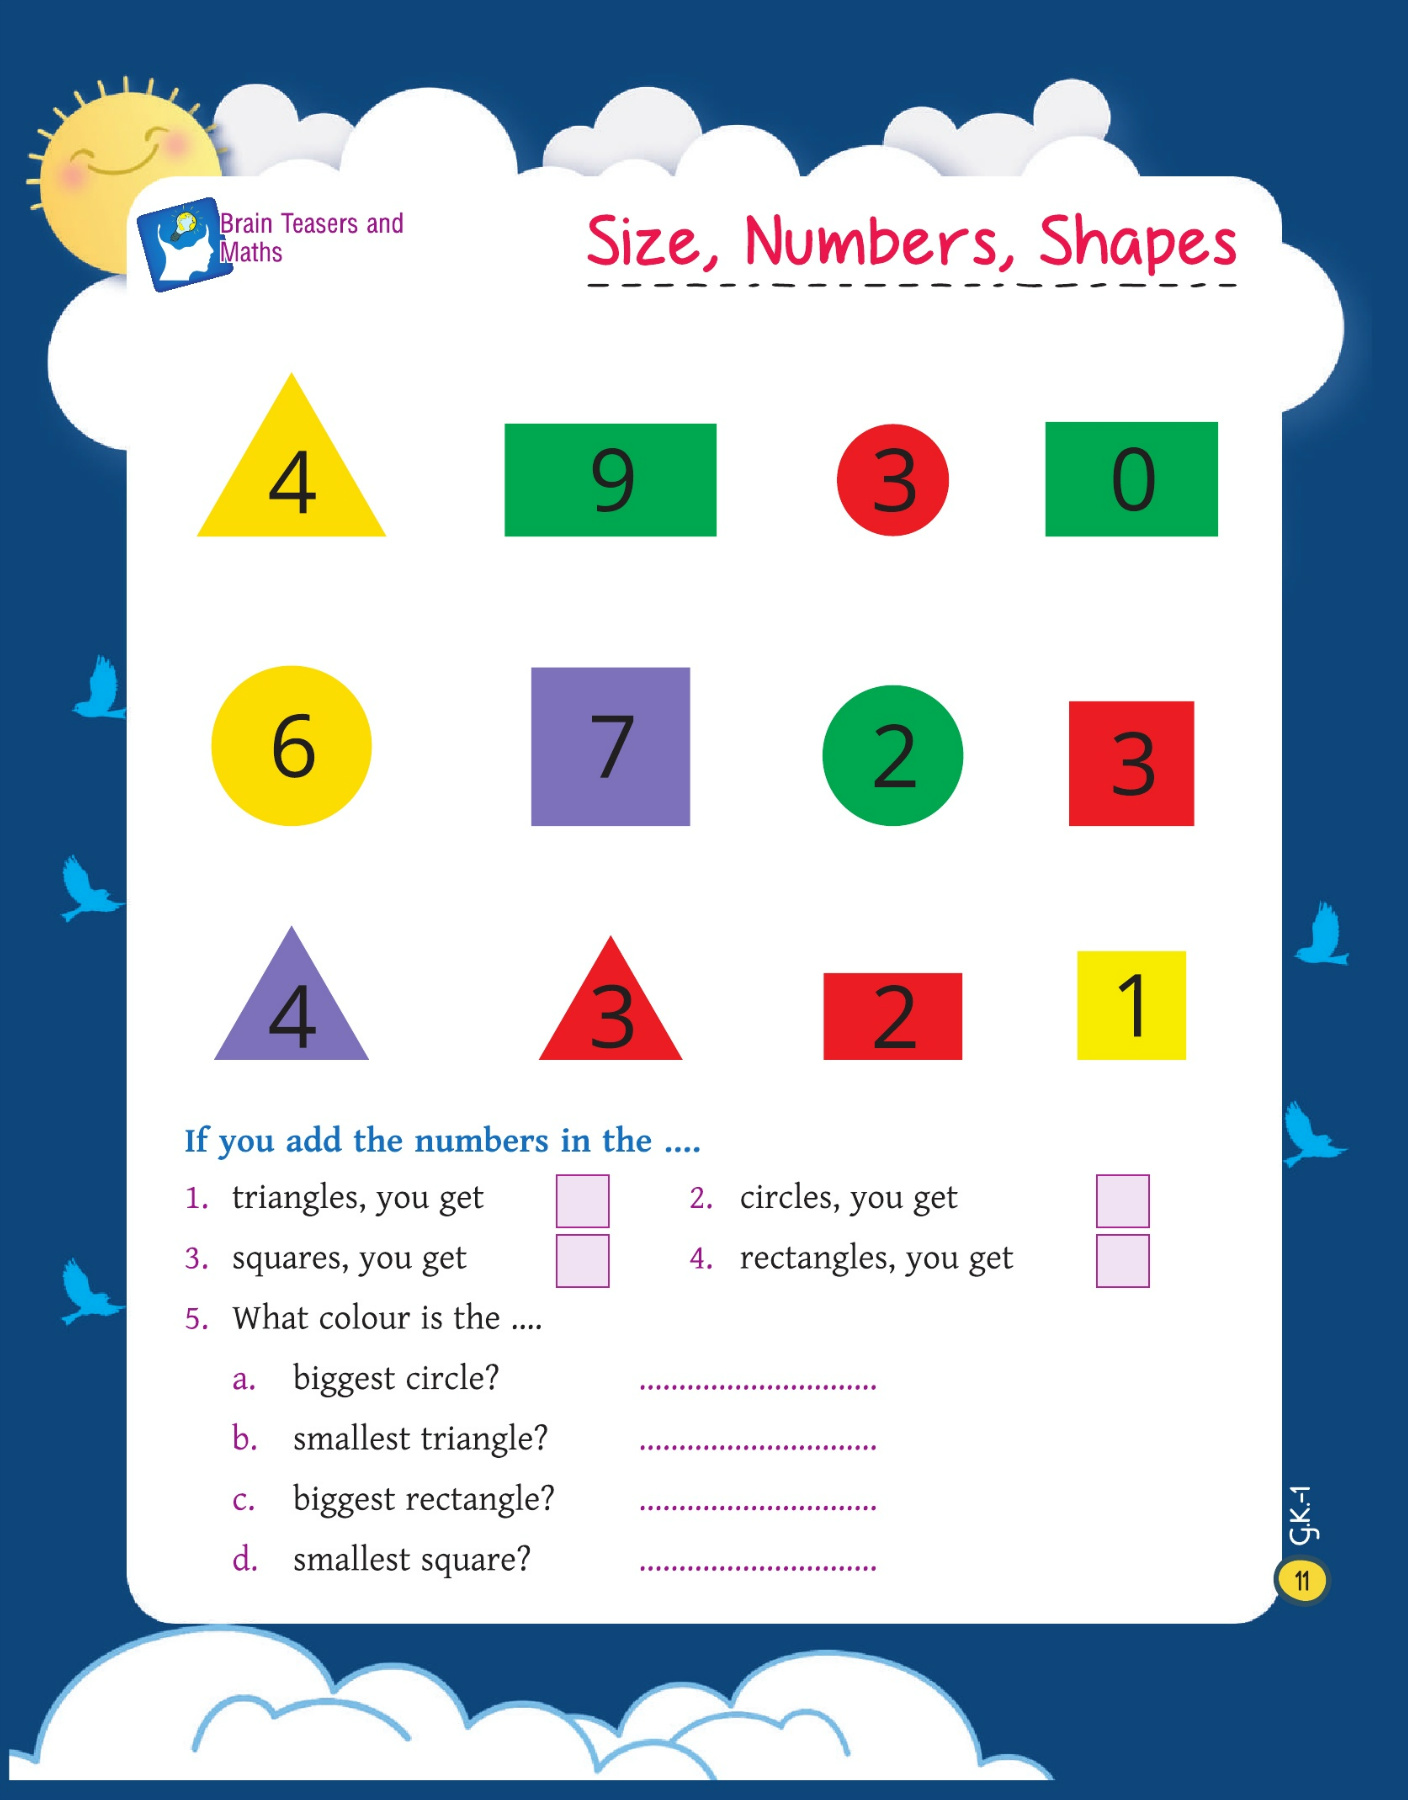 Brain Teasers and
Maths
Size, Numbers, Shapes
4 9 3 0
6 7 2 3
4 3 2 1
If you add the numbers in the ....
1. triangles, you get 2. circles, you get
3. squares, you get 4. rectangles, you get
5. What colour is the ....
a. biggest circle? ..............................
b. smallest triangle? ..............................
c. biggest rectangle? ..............................
d. smallest square? ..............................
G.K.-1
11